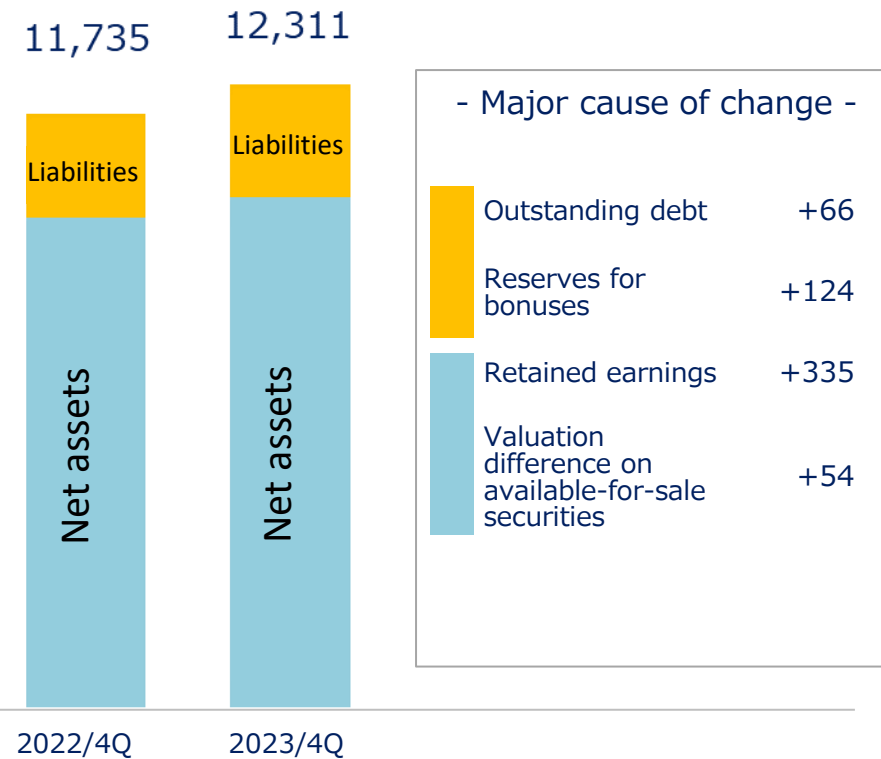 11,735
12,311
Liabilities
Liabilities
Net assets
Net assets
2022/4Q
2023/4Q
- Major cause of change -
Outstanding debt +66
Reserves for
bonuses +124
Retained earnings +335
Valuation
difference on
available-for-sale
securities +54